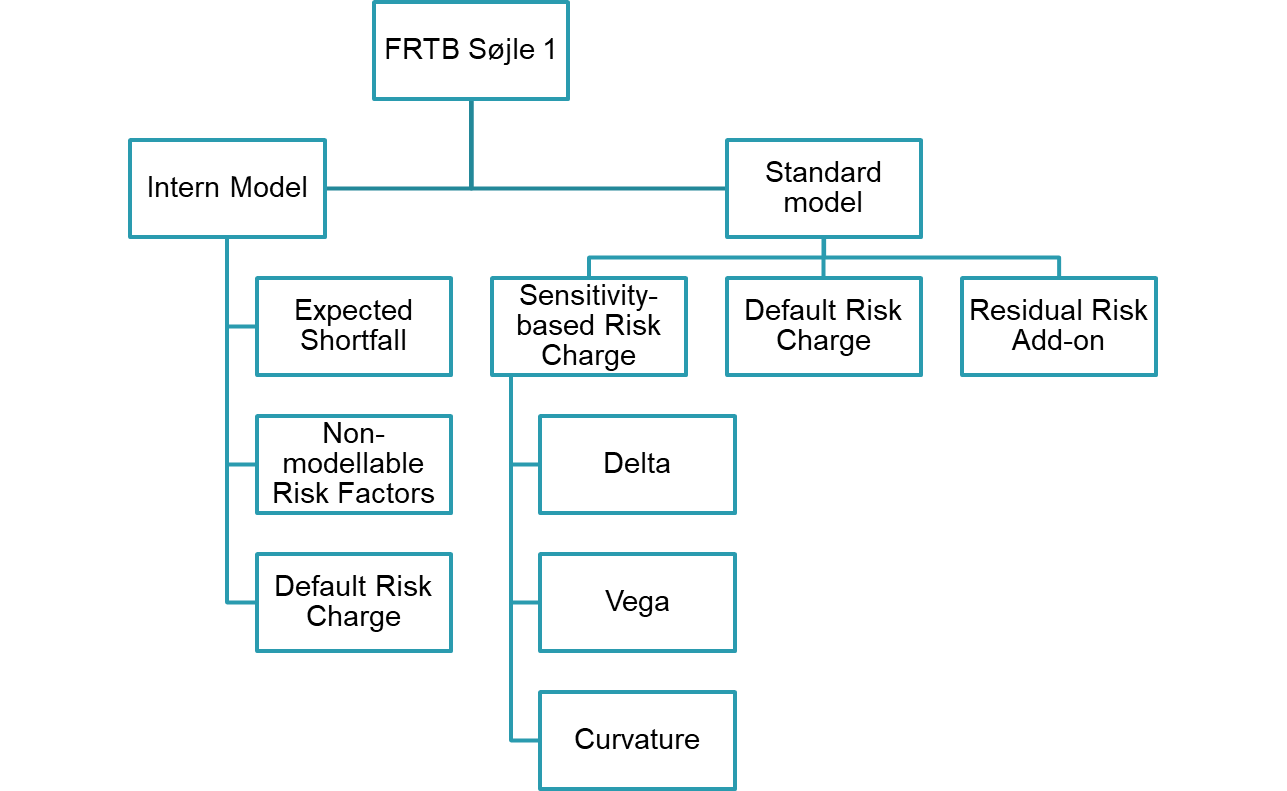 FRTB Søjle 1
Intern Model
Standard
model
Expected
Shortfall
Sensitivity-
based Risk
Charge
Default Risk
Charge
Residual Risk
Add-on
Non-
modellable
Risk Factors
Delta
Default Risk
Charge
Vega
Curvature